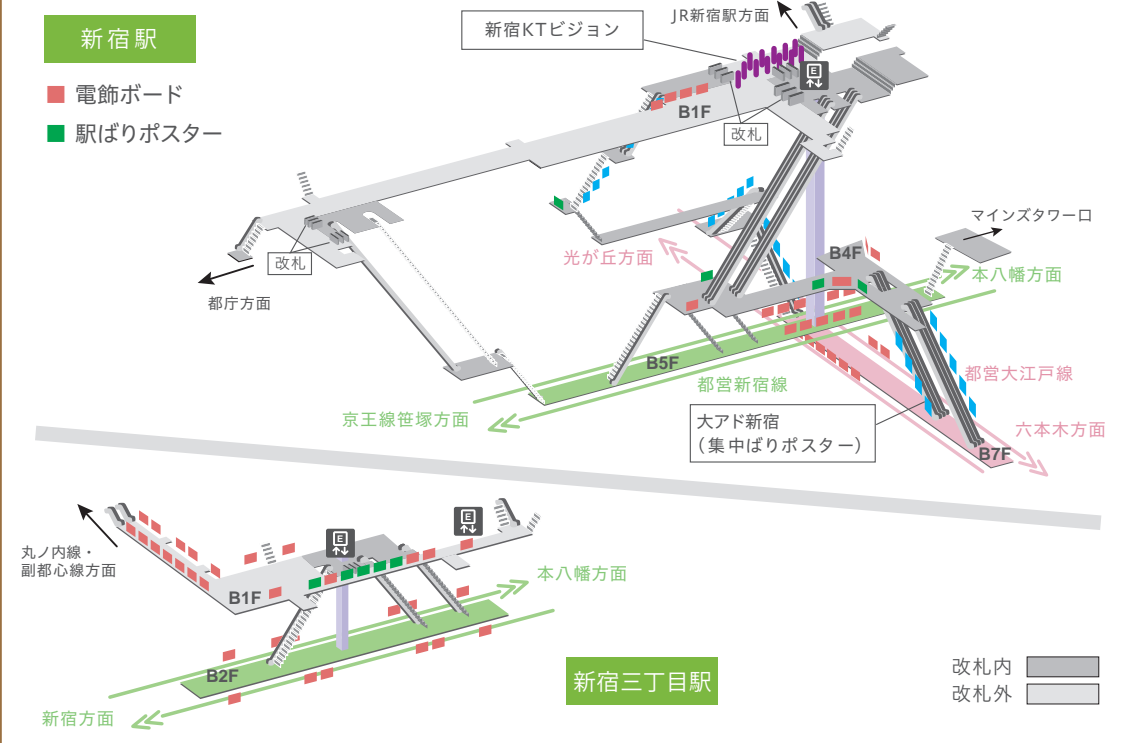 新宿駅
電飾ボード
駅ばりポスター
新宿KTビジョン
JR新宿駅方面
E
B1F
改札
改札
都庁方面
マインズタワー口
光が丘方面
B4F
本八幡方面
B5F
都営新宿線
都営大江戸線
京王線笹塚方面
大アド新宿
（集中ばりポスター）
六本木方面
B7F
丸ノ内線・
副都心線方面
E
E
B1F
本八幡方面
B2F
新宿方面
新宿三丁目駅
改札内
改札外